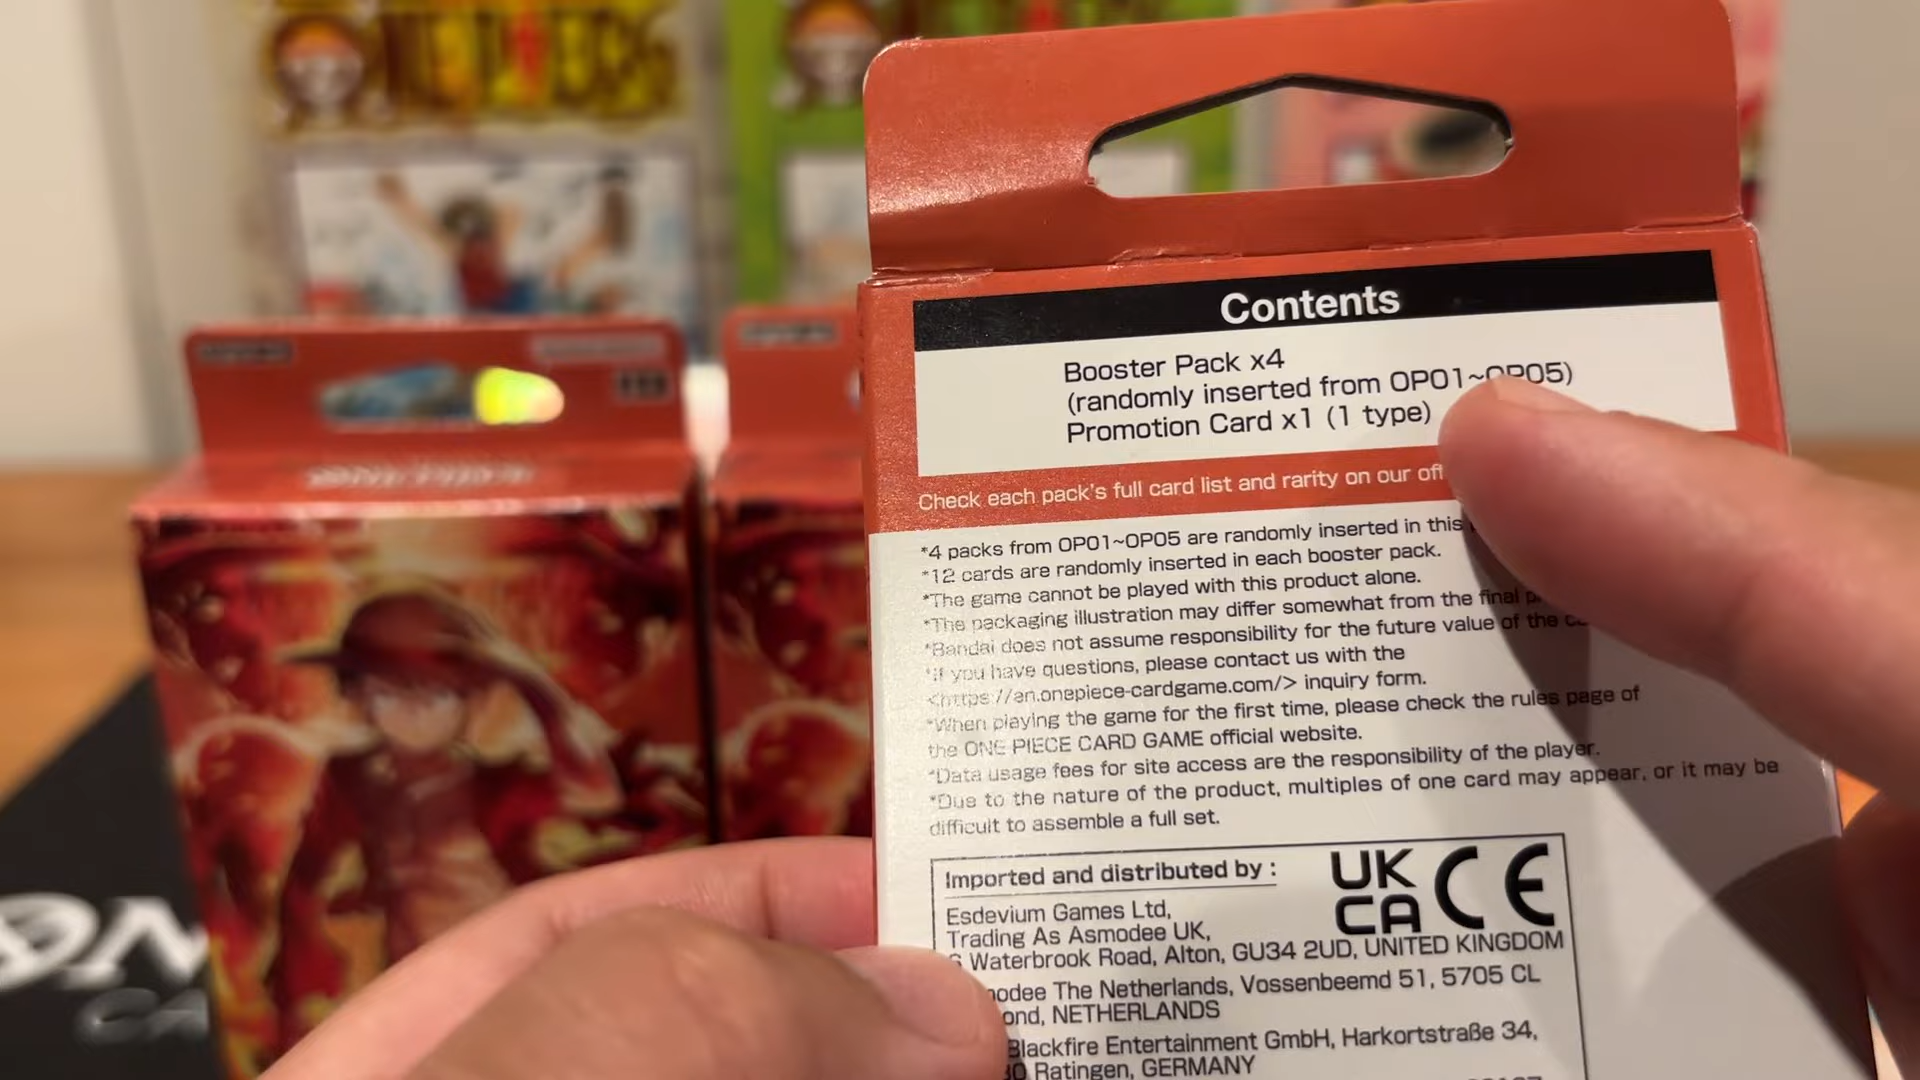 Contents
Booster Pack x4
(randomly inserted from OP01~OP05)
Promotion Card x1 (1 type)
Check each pack's full card list and rarity on our
*4 packs from OP01~OP05 are randomly inserted in this
*12 cards are randomly inserted in each booster pack.
*The game cannot be played with this product alone.
*The packaging illustration may differ somewhat from the final
*Bandai does not assume responsibility for the future value of the
*If you have questions, please contact us with the
<https://en.onepiece-cardgame.com/> inquiry form.
*When playing the game for the first time, please check the rules page of
the ONE PIECE CARD GAME official website.
*Data usage fees for site access are the responsibility of the player.
*Due to the nature of the product, multiples of one card may appear, or it may be
difficult to assemble a full set.
Imported and distributed by :
UK
CA
CE
Esdevium Games Ltd,
Trading As Asmodee UK,
Waterbrook Road, Alton, GU34 2UD, UNITED KINGDOM
The Netherlands, Vossenbeemd 51, 5705 CL
NETHERLANDS
Blackfire Entertainment GmbH, Harkortstraße 34,
Ratingen, GERMANY